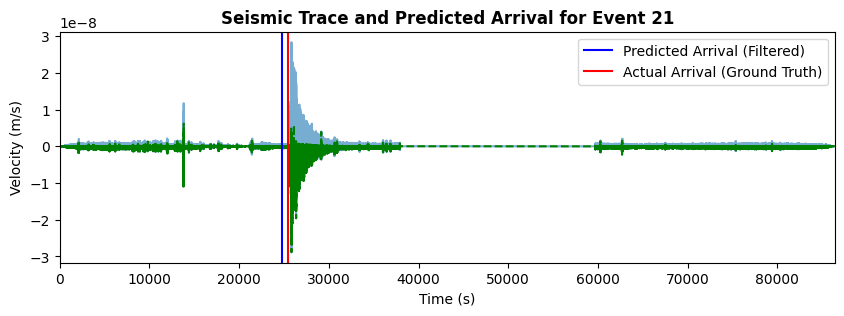 Seismic Trace and Predicted Arrival for Event 21
1e−8
3
2
1
0
−1
−2
−3
Velocity (m/s)
Predicted Arrival (Filtered)
Actual Arrival (Ground Truth)
0 10000 20000 30000 40000 50000 60000 70000 80000
Time (s)